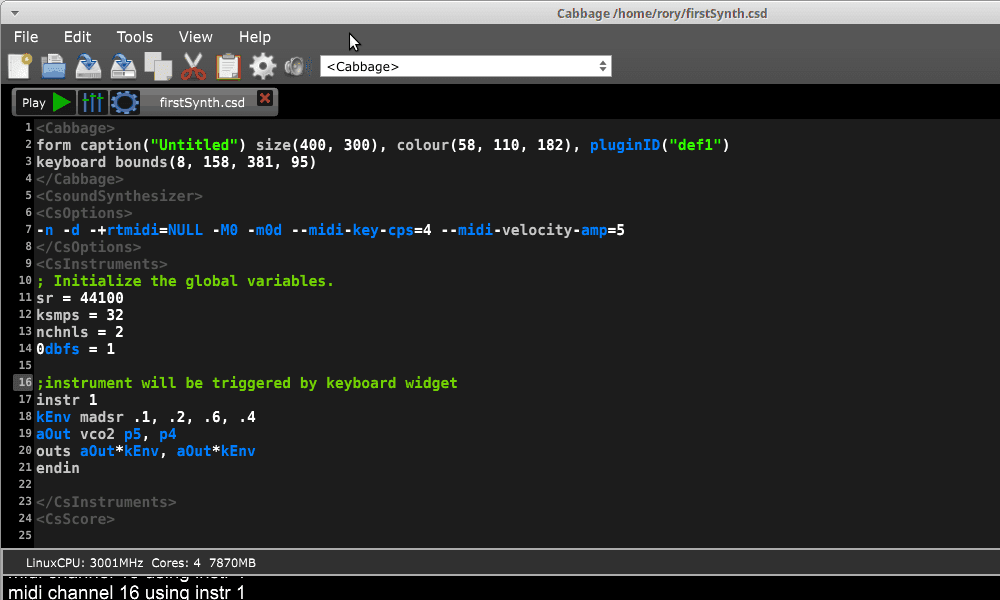 Cabbage /home/rory/firstSynth.csd
File Edit Tools View Help
<Cabbage>
Play firstSynth.csd
1 <Cabbage>
2 form caption("Untitled") size(400, 300), colour(58, 110, 182), pluginID("def1")
3 keyboard bounds(8, 158, 381, 95)
4 </Cabbage>
5 <CsoundSynthesizer>
6 <CsOptions>
7 -n -d -+rtmidi=NULL -M0 -m0d --midi-key-cps=4 --midi-velocity-amp=5
8 </CsOptions>
9 <CsInstruments>
10 ; Initialize the global variables.
11 sr = 44100
12 ksmps = 32
13 nchnls = 2
14 0dbfs = 1
15
16 ;instrument will be triggered by keyboard widget
17 instr 1
18 kEnv madsr .1, .2, .6, .4
19 aOut vco2 p5, p4
20 outs aOut*kEnv, aOut*kEnv
21 endin
22
23 </CsInstruments>
24 <CsScore>
25
LinuxCPU: 3001MHz Cores: 4 7870MB
midi channel 16 using instr 1